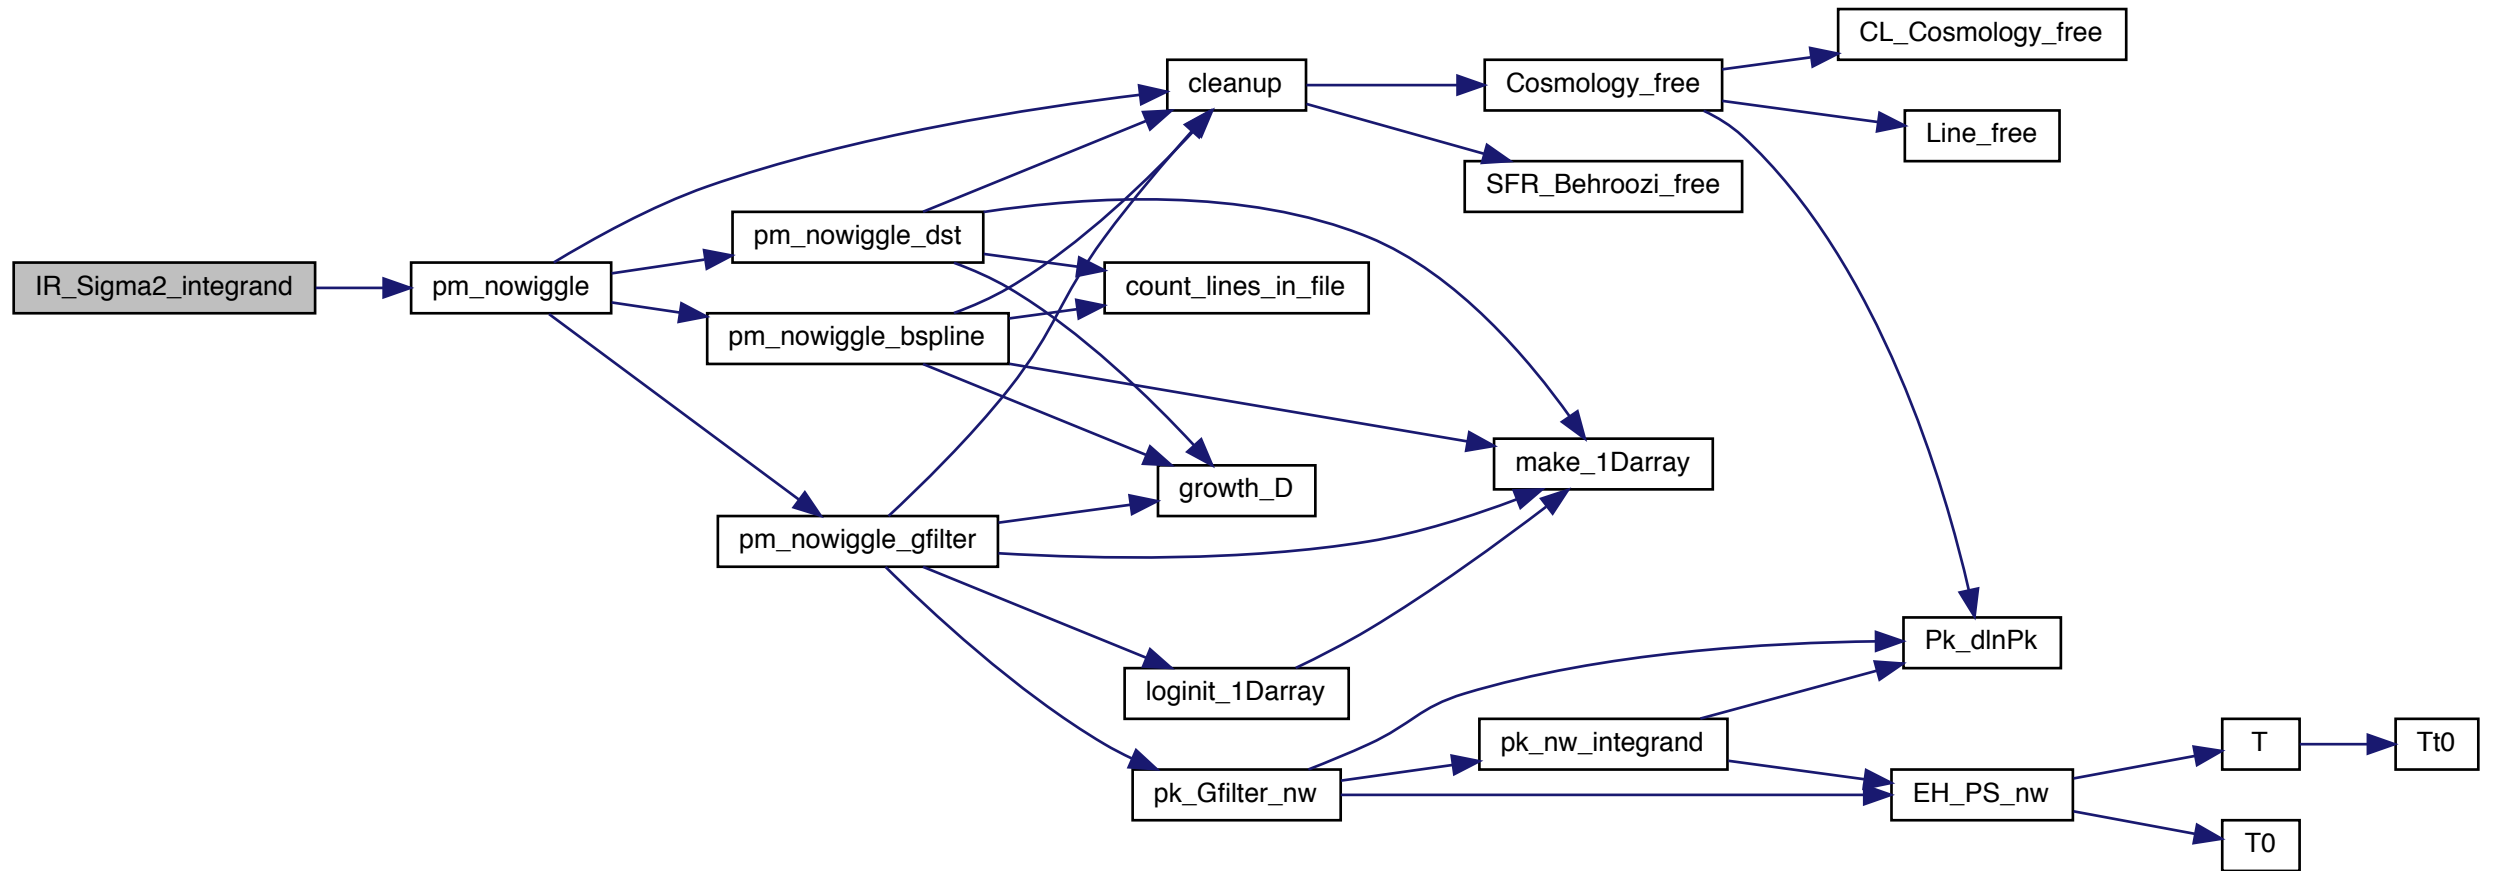 CL_Cosmology_free
cleanup
Cosmology_free
Line_free
SFR_Behroozi_free
pm_nowiggle_dst
IR_Sigma2_integrand
pm_nowiggle
count_lines_in_file
pm_nowiggle_bspline
make_1Darray
growth_D
pm_nowiggle_gfilter
Pk_dlnPk
loginit_1Darray
pk_nw_integrand
T
Tt0
pk_Gfilter_nw
EH_PS_nw
T0